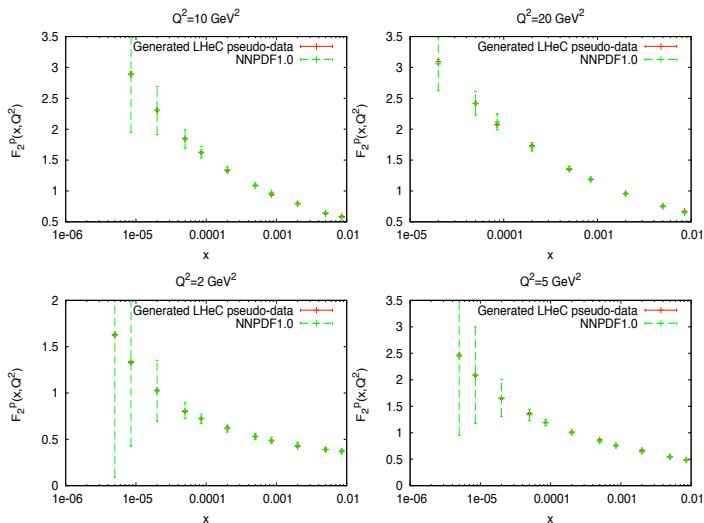 Q²=10 GeV²
3.5
3
2.5
2
1.5
1
0.5
1e-06
1e-05
0.0001
0.001
0.01
F₂ᵖ(x,Q²)
x
Generated LHeC pseudo-data
NNPDF1.0
Q²=20 GeV²
3.5
3
2.5
2
1.5
1
0.5
1e-05
0.0001
0.001
0.01
F₂ᵖ(x,Q²)
x
Generated LHeC pseudo-data
NNPDF1.0
Q²=2 GeV²
2
1.5
1
0.5
0
1e-06
1e-05
0.0001
0.001
0.01
F₂ᵖ(x,Q²)
x
Generated LHeC pseudo-data
NNPDF1.0
Q²=5 GeV²
3.5
3
2.5
2
1.5
1
0.5
0
1e-06
1e-05
0.0001
0.001
0.01
F₂ᵖ(x,Q²)
x
Generated LHeC pseudo-data
NNPDF1.0